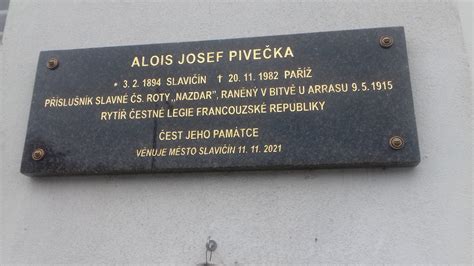 ALOIS JOSEF PIVEČKA
* 3. 2. 1894 SLAVIČÍN † 20. 11. 1982 PAŘÍŽ
PŘÍSLUŠNÍK SLAVNÉ ČS. ROTY „NAZDAR", RANĚNÝ V BITVĚ U ARRASU 9.5.1915
RYTÍŘ ČESTNÉ LEGIE FRANCOUZSKÉ REPUBLIKY
ČEST JEHO PAMÁTCE
VĚNUJE MĚSTO SLAVIČÍN 11. 11. 2021